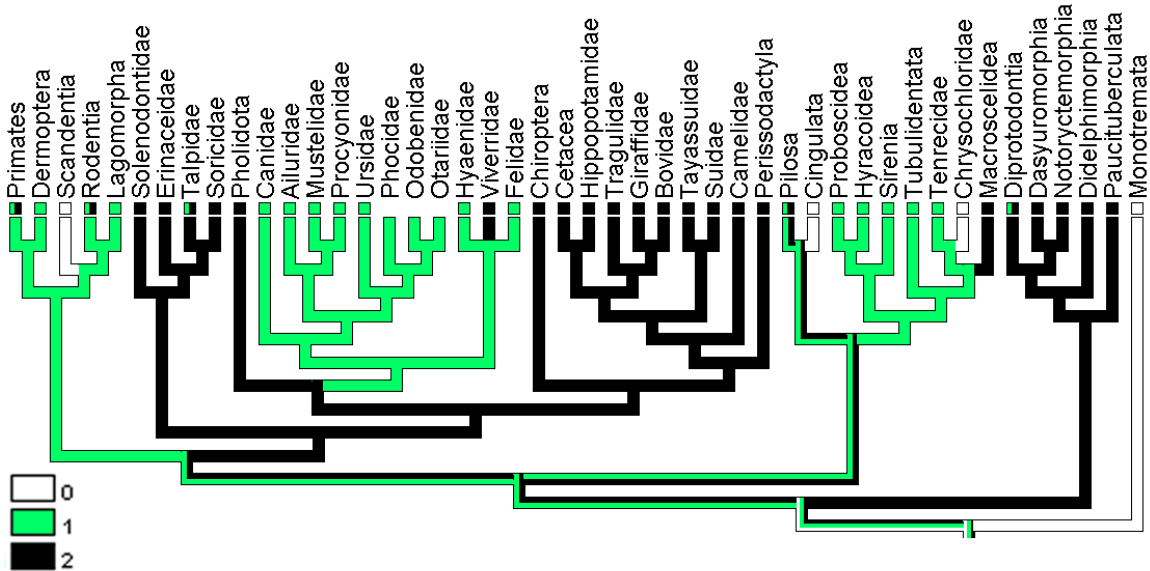 Primates
Dermoptera
Scandentia
Rodentia
Lagomorpha
Solenodontidae
Erinaceidae
Talpidae
Soricidae
Pholidota
Canidae
Ailuridae
Mustelidae
Procyonidae
Ursidae
Phocidae
Odobenidae
Otariidae
Hyaenidae
Viverridae
Felidae
Chiroptera
Cetacea
Hippopotamidae
Tragulidae
Giraffidae
Bovidae
Tayassuidae
Suidae
Camelidae
Perissodactyla
Pilosa
Cingulata
Proboscidea
Hyracoidea
Sirenia
Tubulidentata
Tenrecidae
Chrysochloridae
Macroscelidea
Diprotodontia
Dasyuromorphia
Notoryctemorphia
Didelphimorphia
Paucituberculata
Monotremata
0
1
2